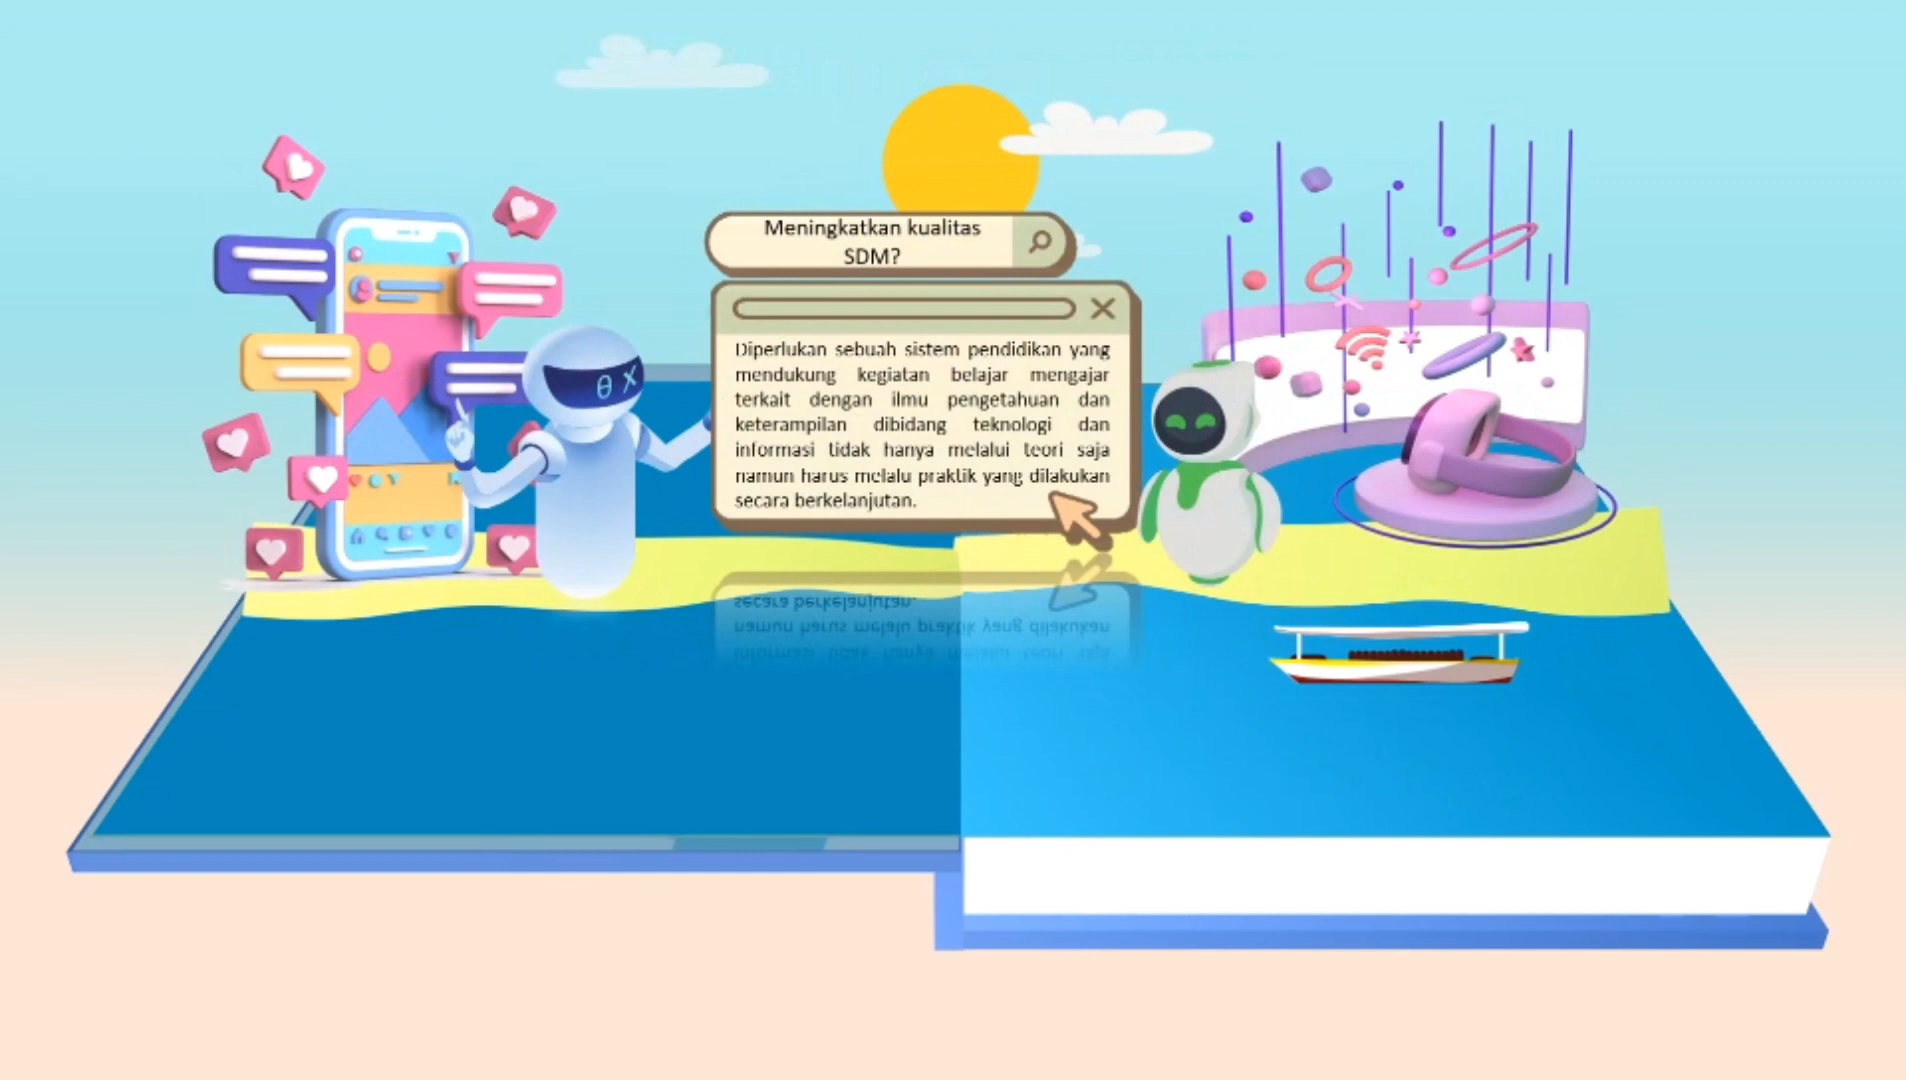 Meningkatkan kualitas
SDM?
Diperlukan sebuah sistem pendidikan yang
mendukung kegiatan belajar mengajar
terkait dengan ilmu pengetahuan dan
keterampilan dibidang teknologi dan
informasi tidak hanya melalui teori saja
namun harus melalu praktik yang dilakukan
secara berkelanjutan.